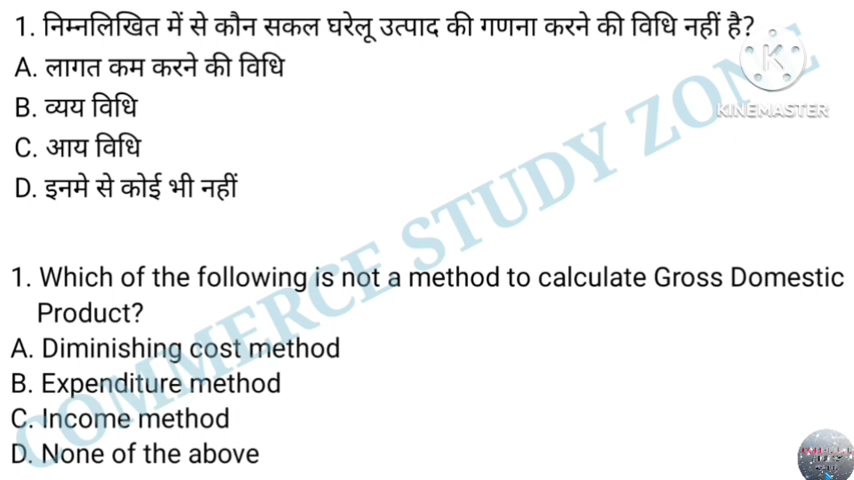 1. निम्नलिखित में से कौन सकल घरेलू उत्पाद की गणना करने की विधि नहीं है?
A. लागत कम करने की विधि
B. व्यय विधि
C. आय विधि
D. इनमे से कोई भी नहीं
K
KINEMASTER
COMMERCE STUDY ZONE
1. Which of the following is not a method to calculate Gross Domestic
Product?
A. Diminishing cost method
B. Expenditure method
C. Income method
D. None of the above